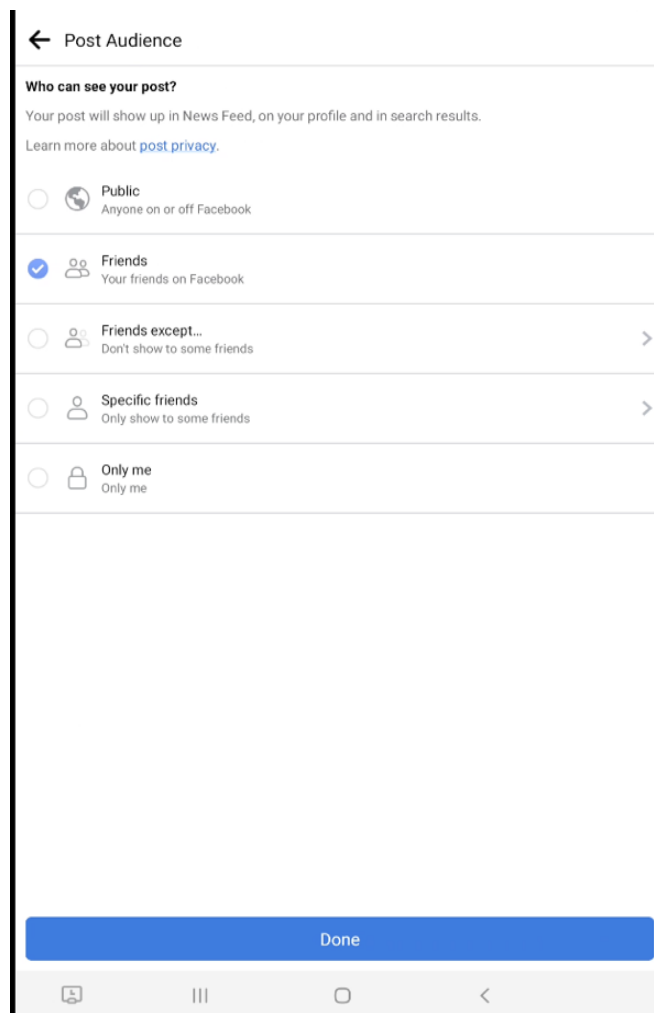 Post Audience
Who can see your post?
Your post will show up in News Feed, on your profile and in search results.
Learn more about post privacy.
Public
Anyone on or off Facebook
Friends
Your friends on Facebook
Friends except...
Don't show to some friends
Specific friends
Only show to some friends
Only me
Only me
Done